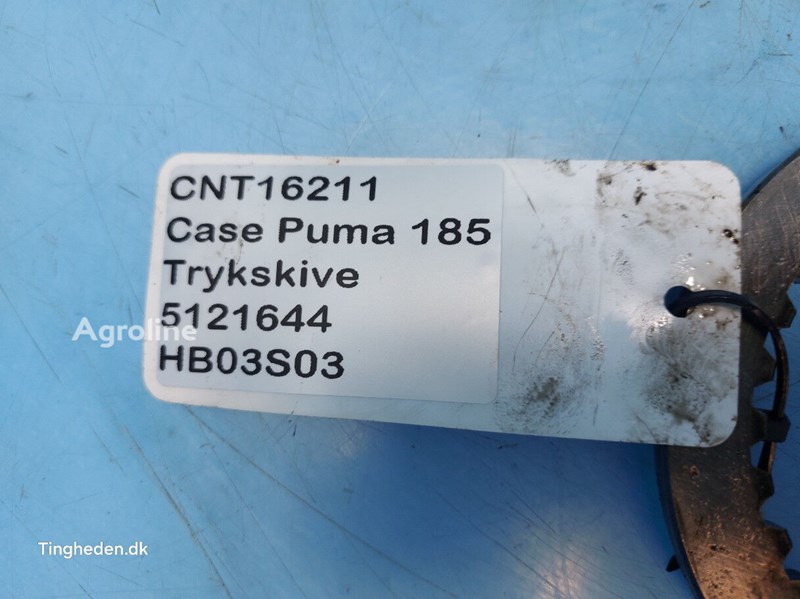 CNT16211
Case Puma 185
Trykskive
5121644
HB03S03
Agroline
Tingheden.dk